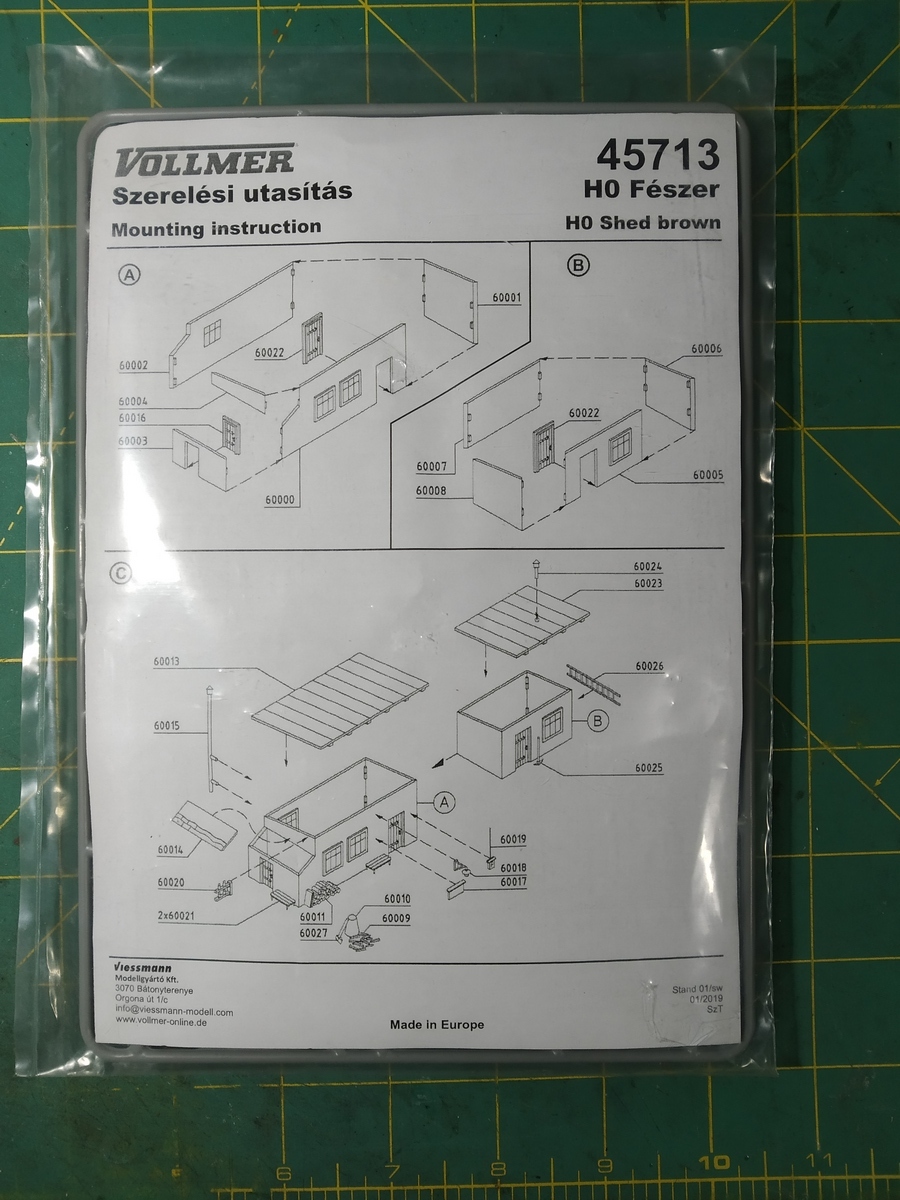 VOLLMER
45713
Szerelési utasítás
H0 Fészer
Mounting instruction
H0 Shed brown
A
60001
60022
60002
60004
60016
60003
60000
B
60006
60022
60007
60008
60005
C
60024
60023
60013
60026
60015
B
60025
A
60014
60019
60018
60017
60020
2x60021
60011
60027
60010
60009
Viessmann
Modellgyártó Kft.
3070 Bátonyterenye
Orgona út 1/c
info@viessmann-modell.com
www.vollmer-online.de
Made in Europe
Stand 01/sw
01/2019
SzT
6 7 8 9 10 11